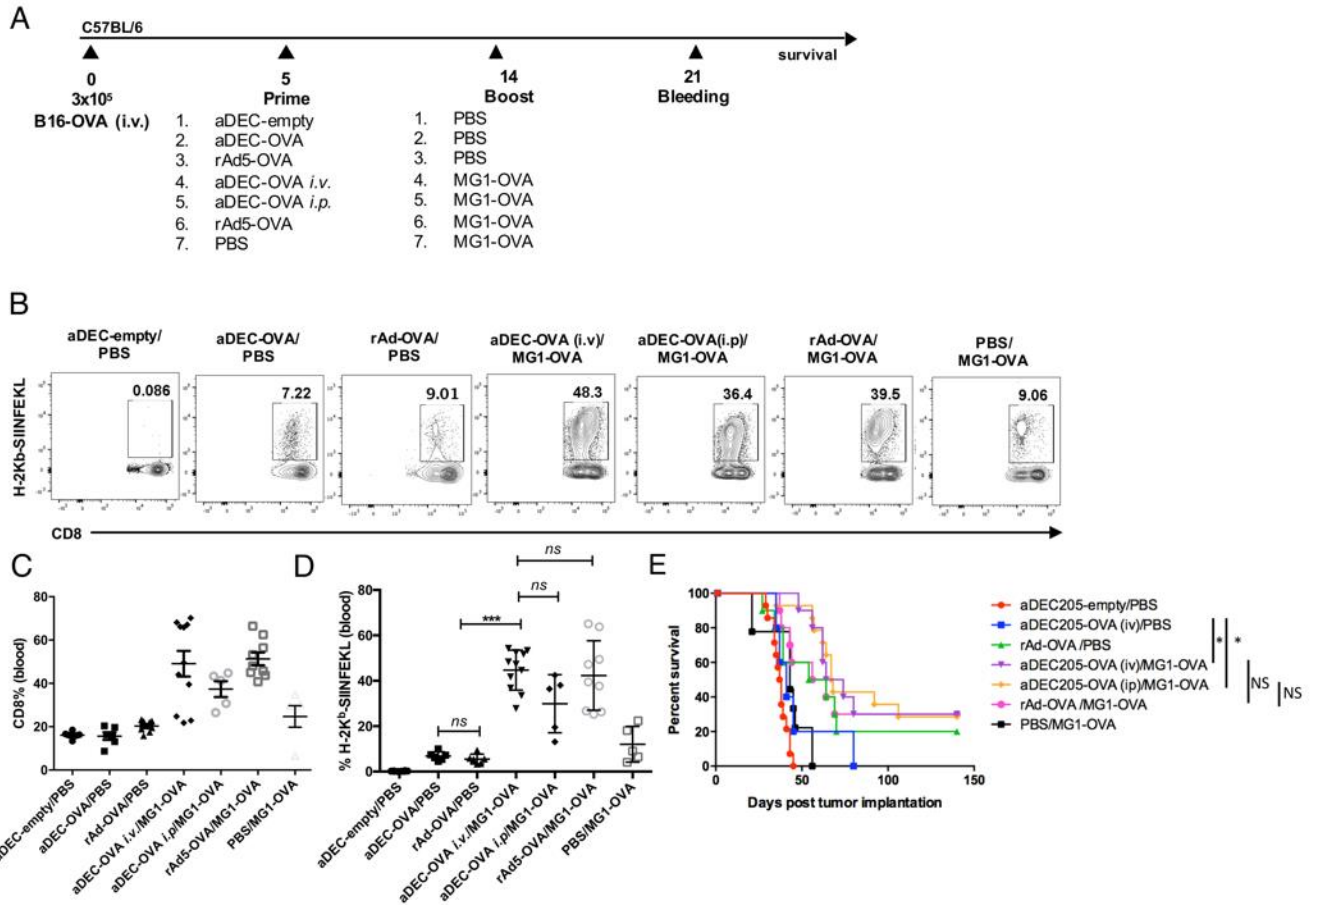 A
C57BL/6
survival
0 5 14 21
3x10⁵ Prime Boost Bleeding
B16-OVA (i.v.)
1. aDEC-empty
2. aDEC-OVA
3. rAd5-OVA
4. aDEC-OVA i.v.
5. aDEC-OVA i.p.
6. rAd5-OVA
7. PBS
1. PBS
2. PBS
3. PBS
4. MG1-OVA
5. MG1-OVA
6. MG1-OVA
7. MG1-OVA
B
aDEC-empty/
PBS
aDEC-OVA/
PBS
rAd-OVA/
PBS
aDEC-OVA (i.v)/
MG1-OVA
aDEC-OVA(i.p)/
MG1-OVA
rAd-OVA/
MG1-OVA
PBS/
MG1-OVA
H-2Kb-SIINFEKL
0.086 7.22 9.01 48.3 36.4 39.5 9.06
CD8
C
CD8% (blood)
80
60
40
20
0
aDEC-empty/PBS
aDEC-OVA/PBS
rAd-OVA/PBS
aDEC-OVA i.v./MG1-OVA
aDEC-OVA i.p/MG1-OVA
rAd5-OVA/MG1-OVA
PBS/MG1-OVA
D
% H-2Kᵇ-SIINFEKL (blood)
80
60
40
20
0
ns
ns
***
ns
aDEC-empty/PBS
aDEC-OVA/PBS
rAd-OVA/PBS
aDEC-OVA i.v./MG1-OVA
aDEC-OVA i.p/MG1-OVA
rAd5-OVA/MG1-OVA
PBS/MG1-OVA
E
Percent survival
100
80
60
40
20
0
0 50 100 150
Days post tumor implantation
aDEC205-empty/PBS
aDEC205-OVA (iv)/PBS
rAd-OVA /PBS
aDEC205-OVA (iv)/MG1-OVA
aDEC205-OVA (ip)/MG1-OVA
rAd-OVA /MG1-OVA
PBS/MG1-OVA
* *
NS NS